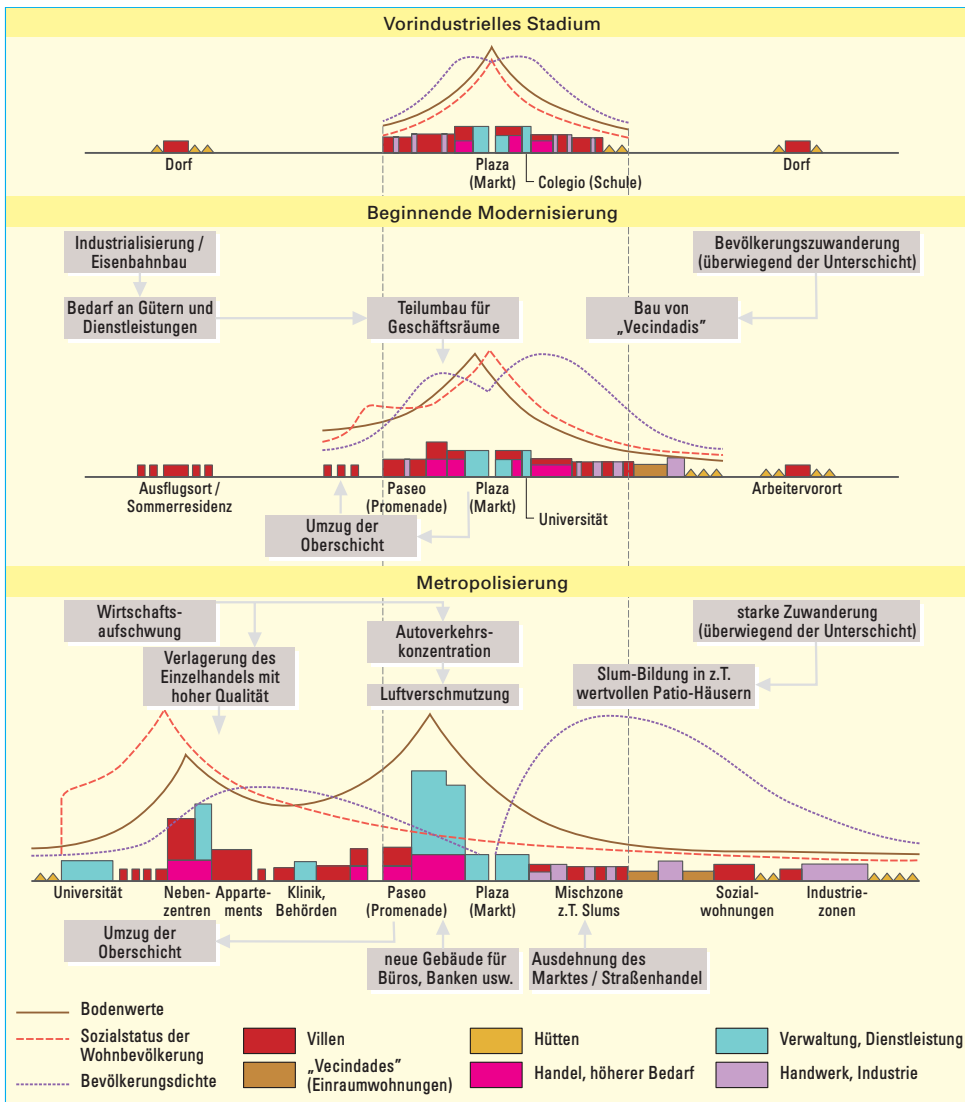 Vorindustrielles Stadium
Dorf
Plaza
(Markt)
Colegio (Schule)
Dorf
Beginnende Modernisierung
Industrialisierung /
Eisenbahnbau
Bevölkerungszuwanderung
(überwiegend der Unterschicht)
Bedarf an Gütern und
Dienstleistungen
Teilumbau für
Geschäftsräume
Bau von
„Vecindadis"
Ausflugsort /
Sommerresidenz
Paseo
(Promenade)
Plaza
(Markt)
Universität
Arbeitervorort
Umzug der
Oberschicht
Metropolisierung
Wirtschafts-
aufschwung
Autoverkehrs-
konzentration
starke Zuwanderung
(überwiegend der Unterschicht)
Verlagerung des
Einzelhandels mit
hoher Qualität
Luftverschmutzung
Slum-Bildung in z.T.
wertvollen Patio-Häusern
Universität
Neben-
zentren
Apparte-
ments
Klinik,
Behörden
Paseo
(Promenade)
Plaza
(Markt)
Mischzone
z.T. Slums
Sozial-
wohnungen
Industrie-
zonen
Umzug der
Oberschicht
neue Gebäude für
Büros, Banken usw.
Ausdehnung des
Marktes / Straßenhandel
Bodenwerte
Sozialstatus der
Wohnbevölkerung
Bevölkerungsdichte
Villen
„Vecindades"
(Einraumwohnungen)
Hütten
Handel, höherer Bedarf
Verwaltung, Dienstleistung
Handwerk, Industrie